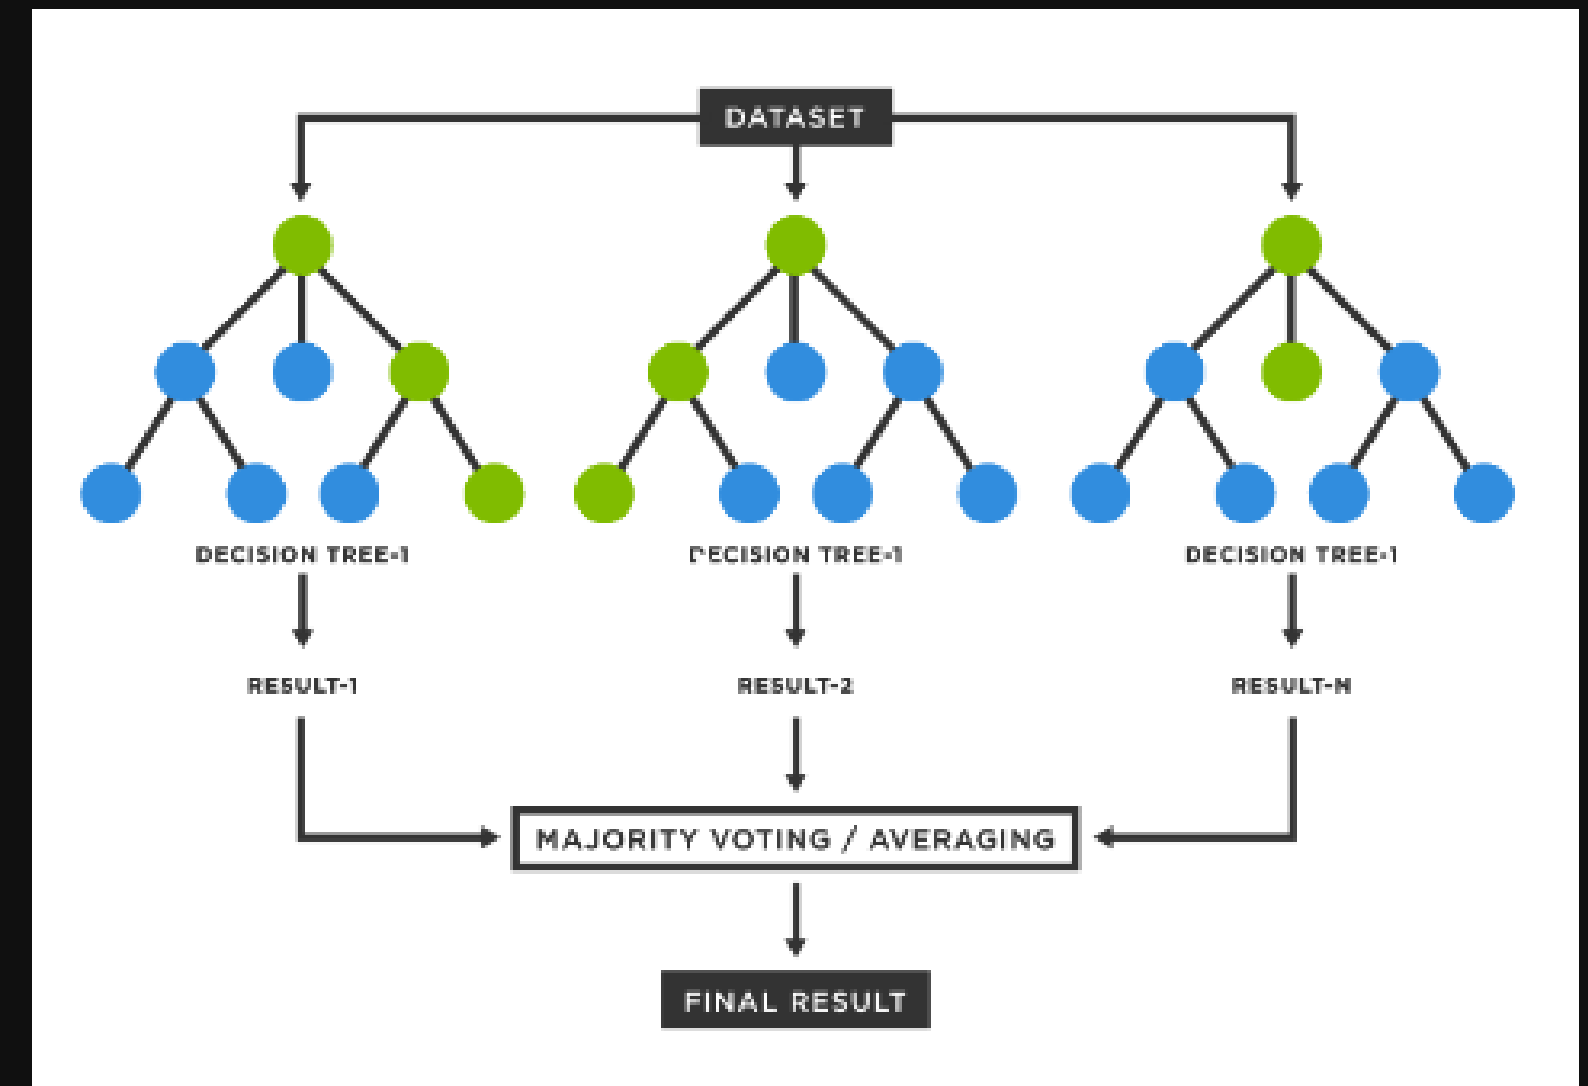 DATASET
DECISION TREE-1
DECISION TREE-1
DECISION TREE-1
RESULT-1
RESULT-2
RESULT-N
MAJORITY VOTING / AVERAGING
FINAL RESULT